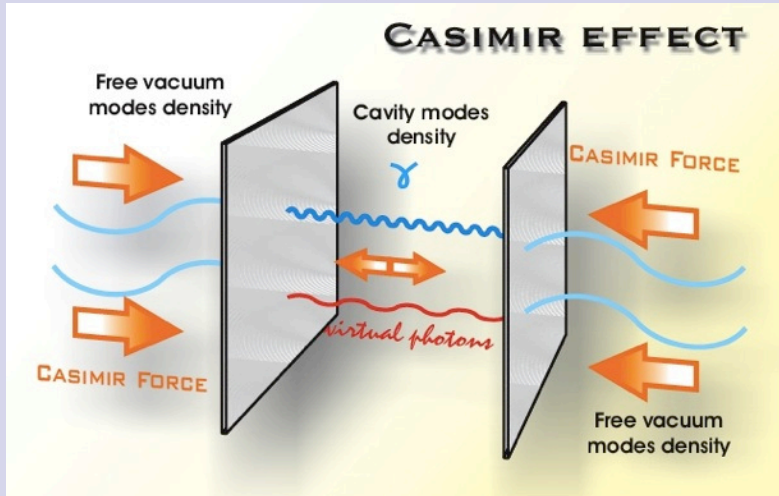 CASIMIR EFFECT
Free vacuum
modes density
Cavity modes
density
CASIMIR FORCE
virtual photons
CASIMIR FORCE
Free vacuum
modes density